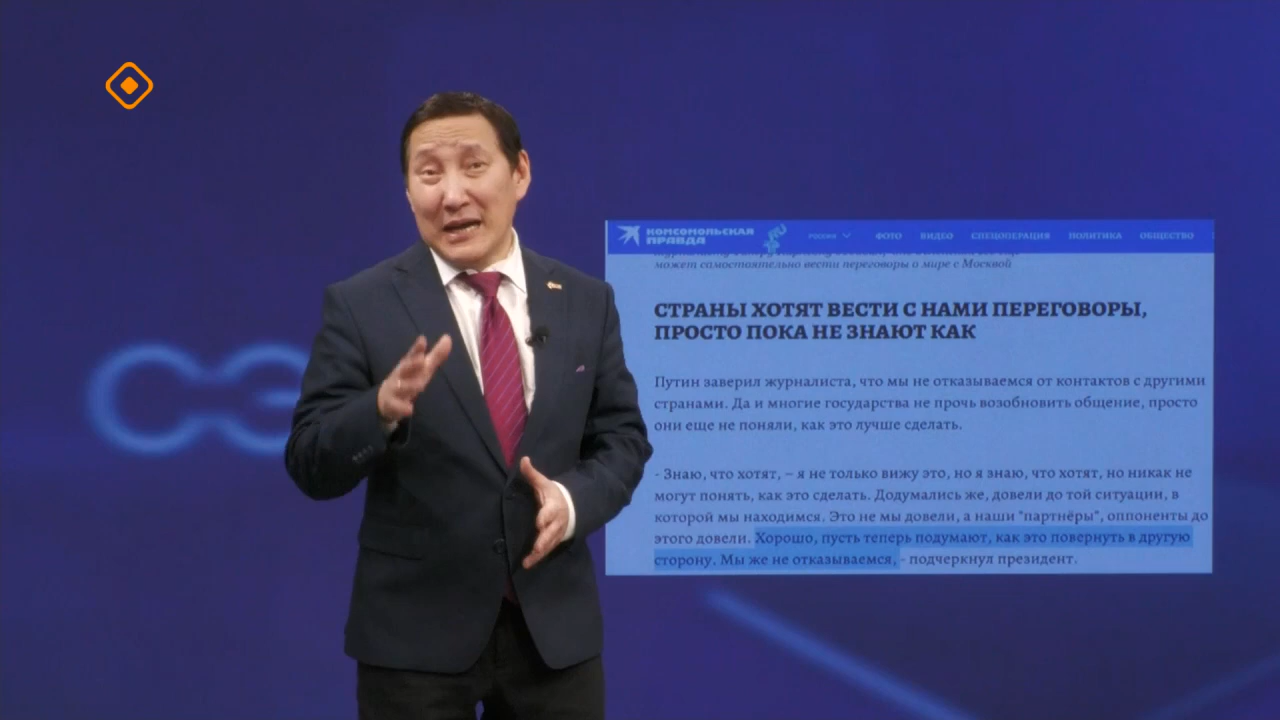 КОМСОМОЛЬСКАЯ
ПРАВДА
РОССИЯ
ФОТО ВИДЕО СПЕЦОПЕРАЦИЯ ПОЛИТИКА ОБЩЕСТВО
может самостоятельно вести переговоры о мире с Москвой
СТРАНЫ ХОТЯТ ВЕСТИ С НАМИ ПЕРЕГОВОРЫ,
ПРОСТО ПОКА НЕ ЗНАЮТ КАК
Путин заверил журналиста, что мы не отказываемся от контактов с другими
странами. Да и многие государства не прочь возобновить общение, просто
они еще не поняли, как это лучше сделать.
- Знаю, что хотят, – я не только вижу это, но я знаю, что хотят, но никак не
могут понять, как это сделать. Додумались же, довели до той ситуации, в
которой мы находимся. Это не мы довели, а наши "партнёры", оппоненты до
этого довели. Хорошо, пусть теперь подумают, как это повернуть в другую
сторону. Мы же не отказываемся, - подчеркнул президент.
СЭ